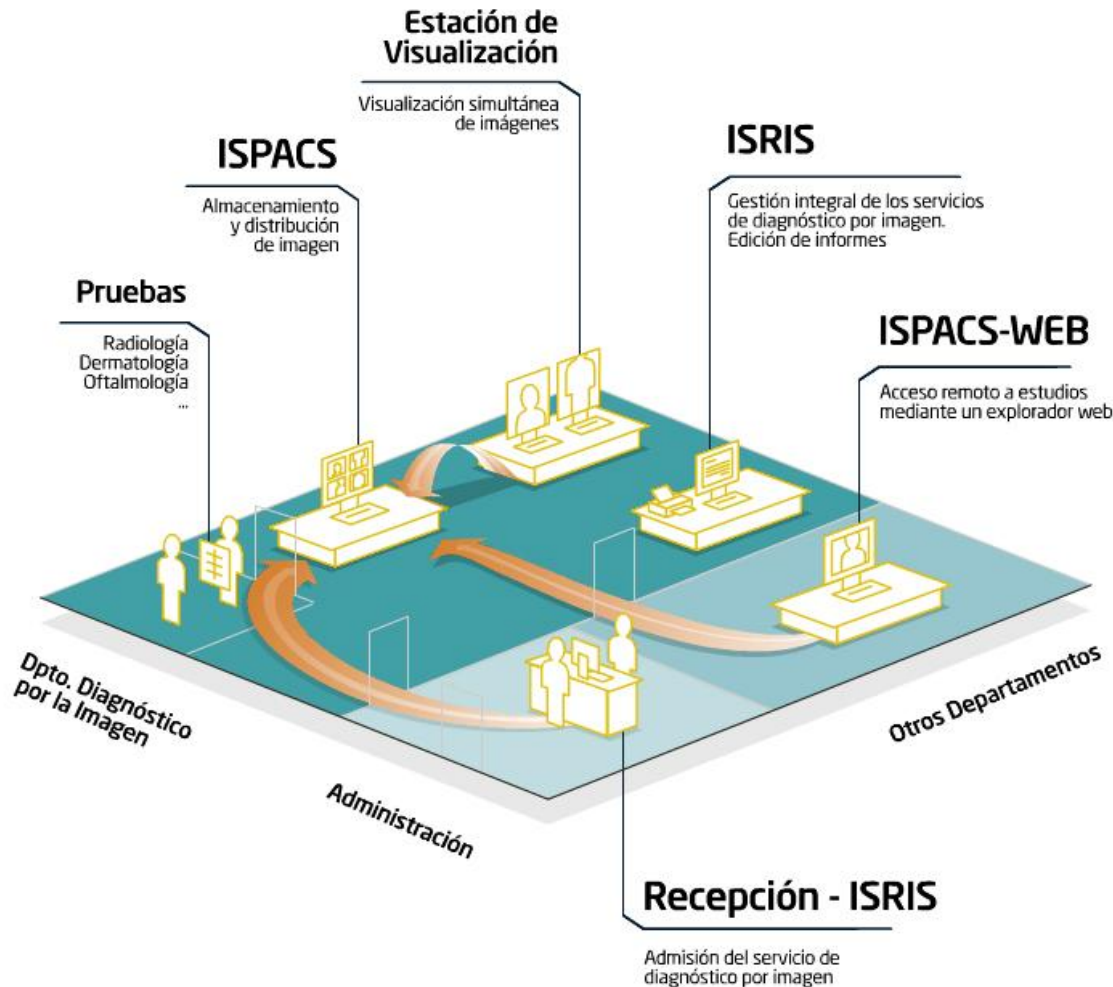 Estación de
Visualización
Visualización simultánea
de imágenes
ISPACS
Almacenamiento
y distribución
de imagen
ISRIS
Gestión integral de los servicios
de diagnóstico por imagen.
Edición de informes
Pruebas
Radiología
Dermatología
Oftalmología
...
ISPACS-WEB
Acceso remoto a estudios
mediante un explorador web
Dpto. Diagnóstico
por la Imagen
Administración
Otros Departamentos
Recepción - ISRIS
Admisión del servicio de
diagnóstico por imagen